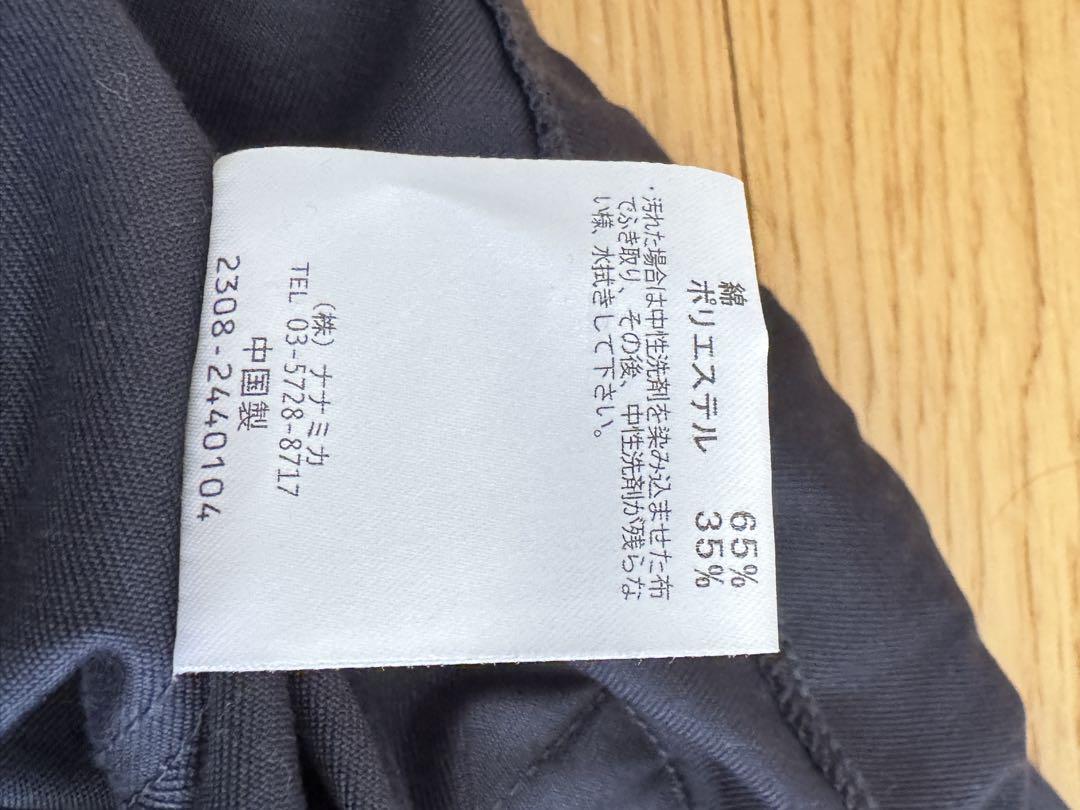 綿 65%
ポリエステル 35%
・汚れた場合は中性洗剤を染み込ませた布
でふき取り、その後、中性洗剤が残らな
い様、水拭きして下さい。
(株)ナナミカ
TEL 03-5728-8717
中国製
2308-2440104